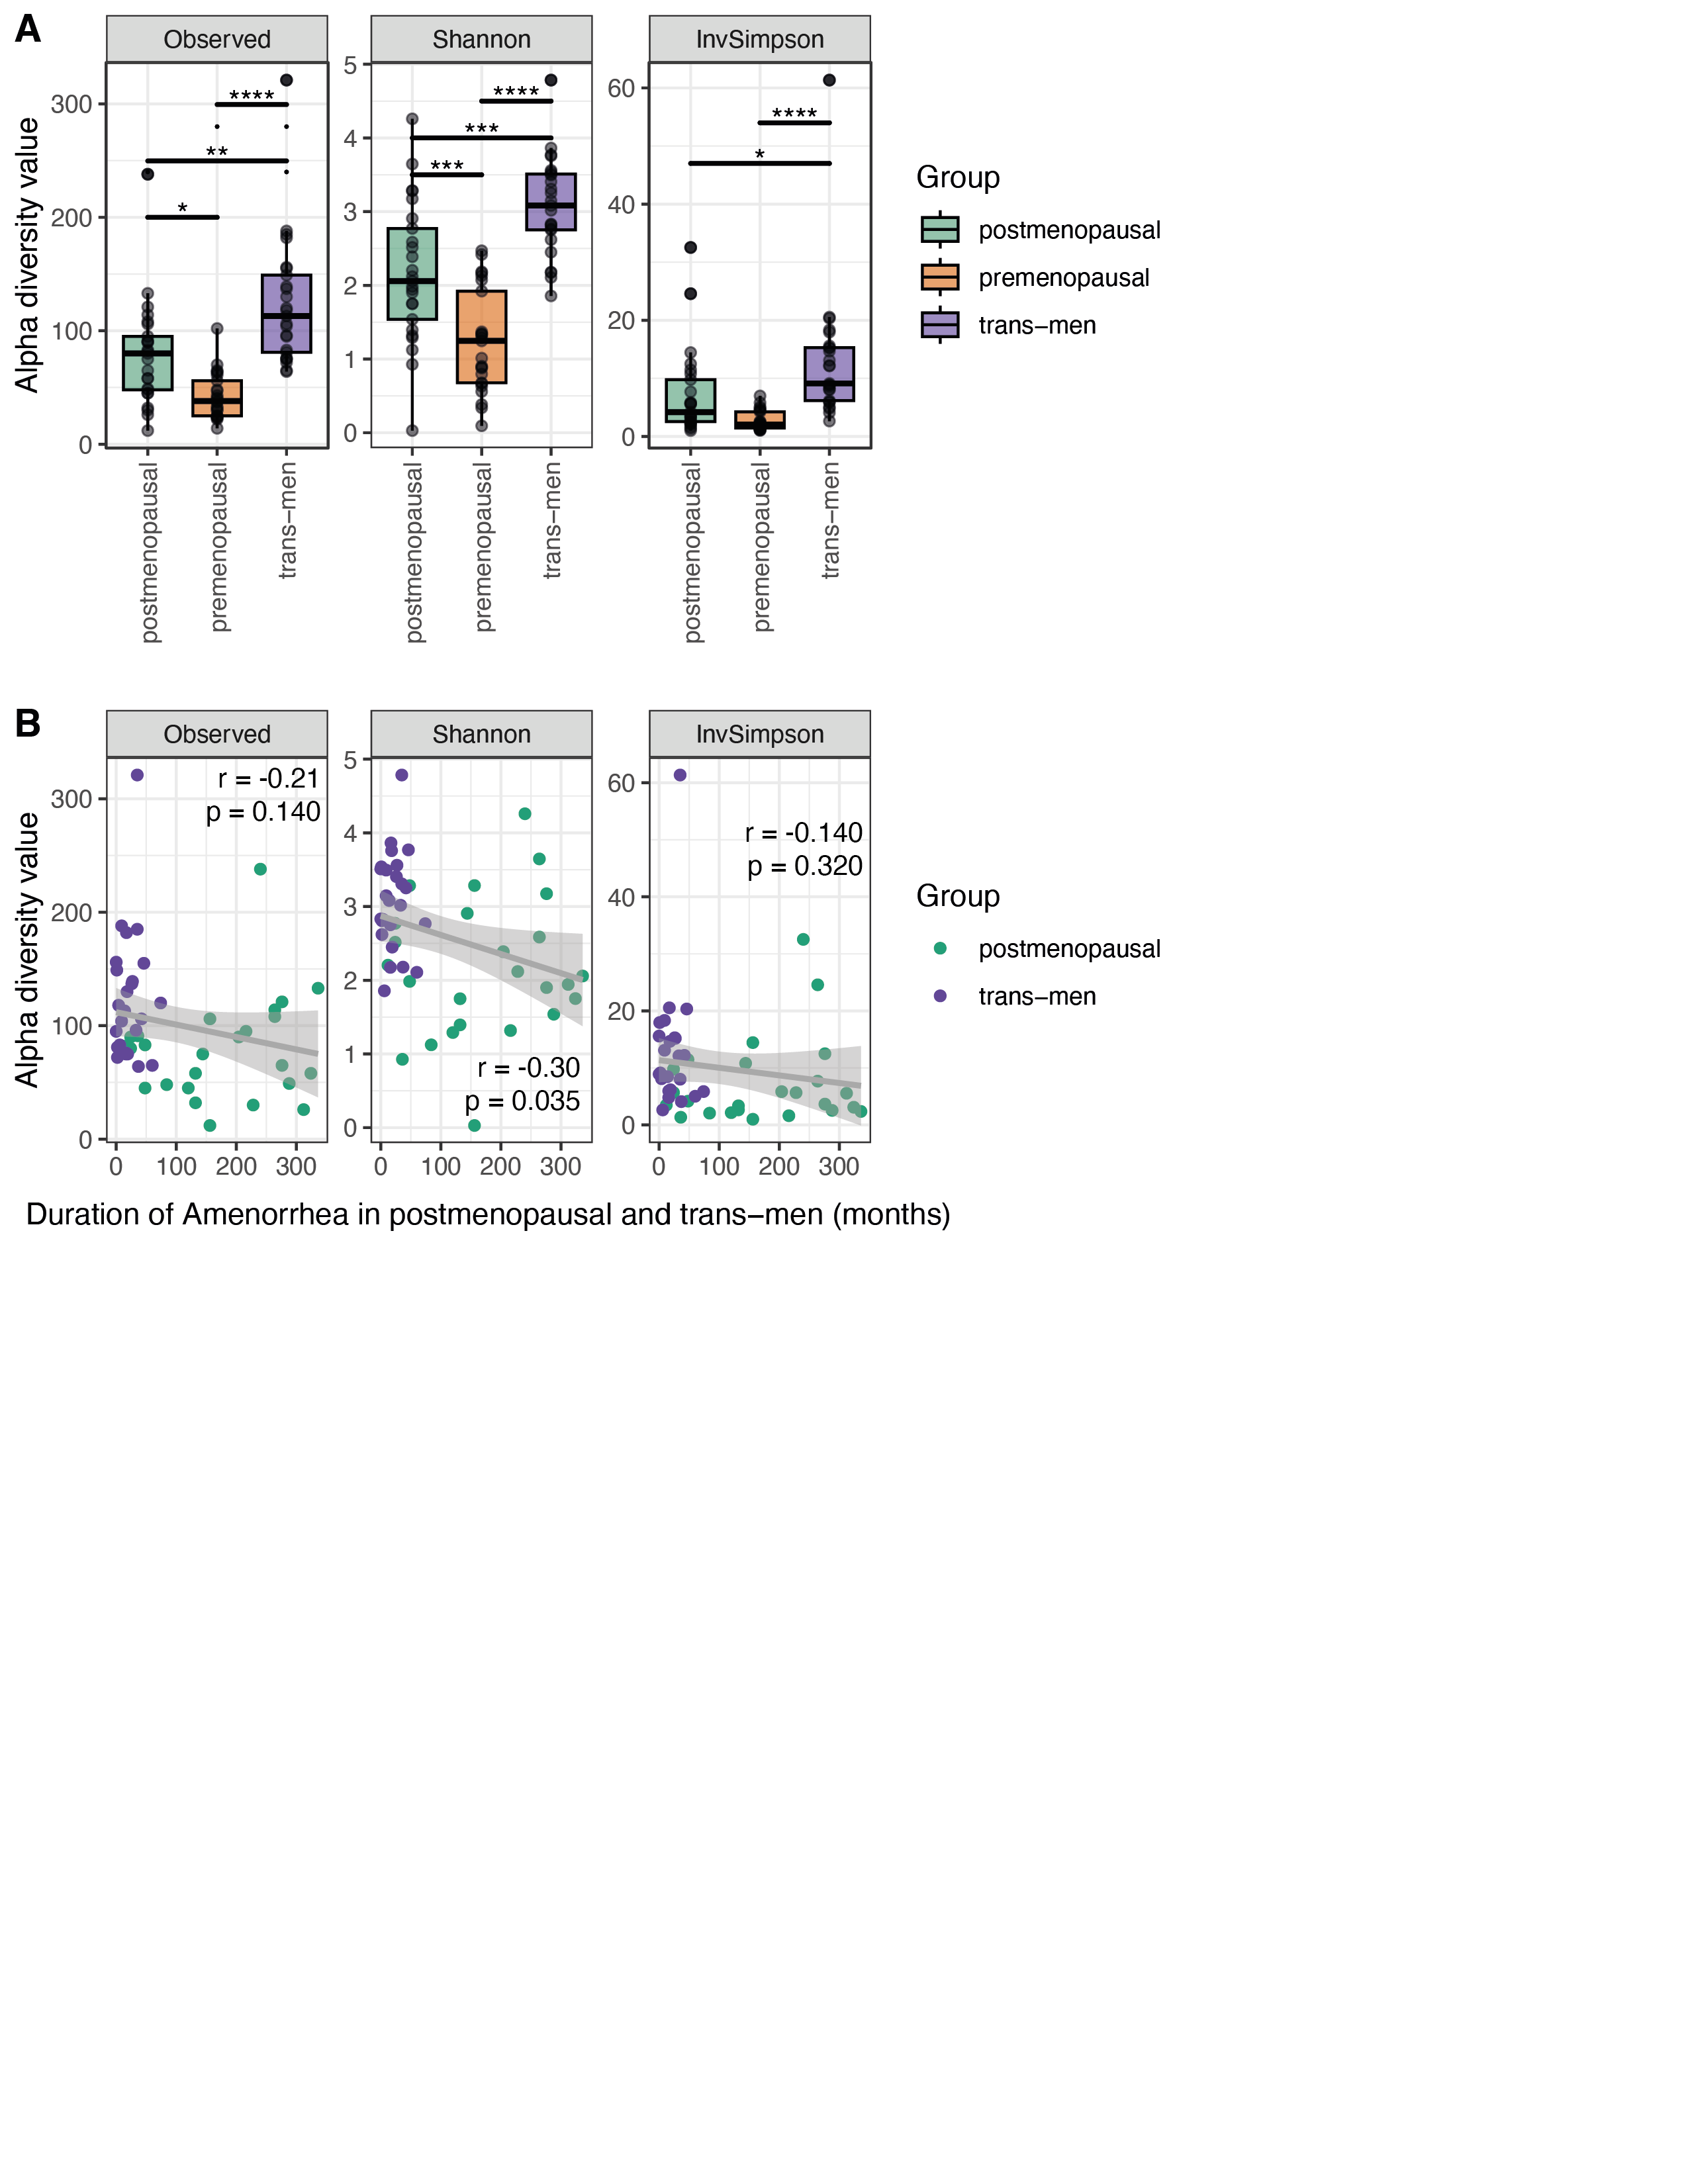 A
Observed
Shannon
InvSimpson
Alpha diversity value
300
200
100
0
****
**
*
5
4
3
2
1
0
****
***
***
60
40
20
0
****
*
postmenopausal
premenopausal
trans−men
postmenopausal
premenopausal
trans−men
postmenopausal
premenopausal
trans−men
Group
postmenopausal
premenopausal
trans−men
B
Observed
Shannon
InvSimpson
Alpha diversity value
300
200
100
0
r = -0.21
p = 0.140
0 100 200 300
5
4
3
2
1
0
r = -0.30
p = 0.035
0 100 200 300
60
40
20
0
r = -0.140
p = 0.320
0 100 200 300
Duration of Amenorrhea in postmenopausal and trans−men (months)
Group
postmenopausal
trans−men